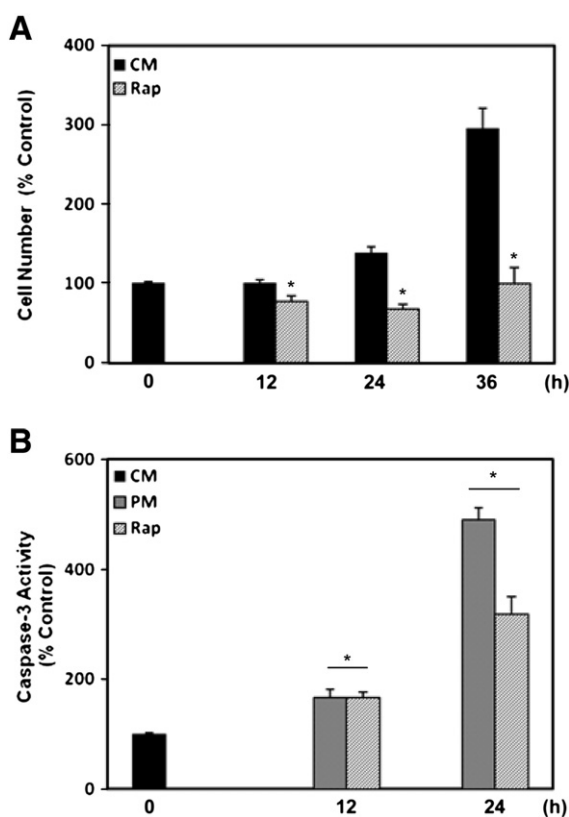 A
Cell Number (% Control)
400
300
200
100
0
CM
Rap
*
*
*
0 12 24 36 (h)
B
Caspase-3 Activity
(% Control)
600
400
200
0
CM
PM
Rap
*
*
0 12 24 (h)